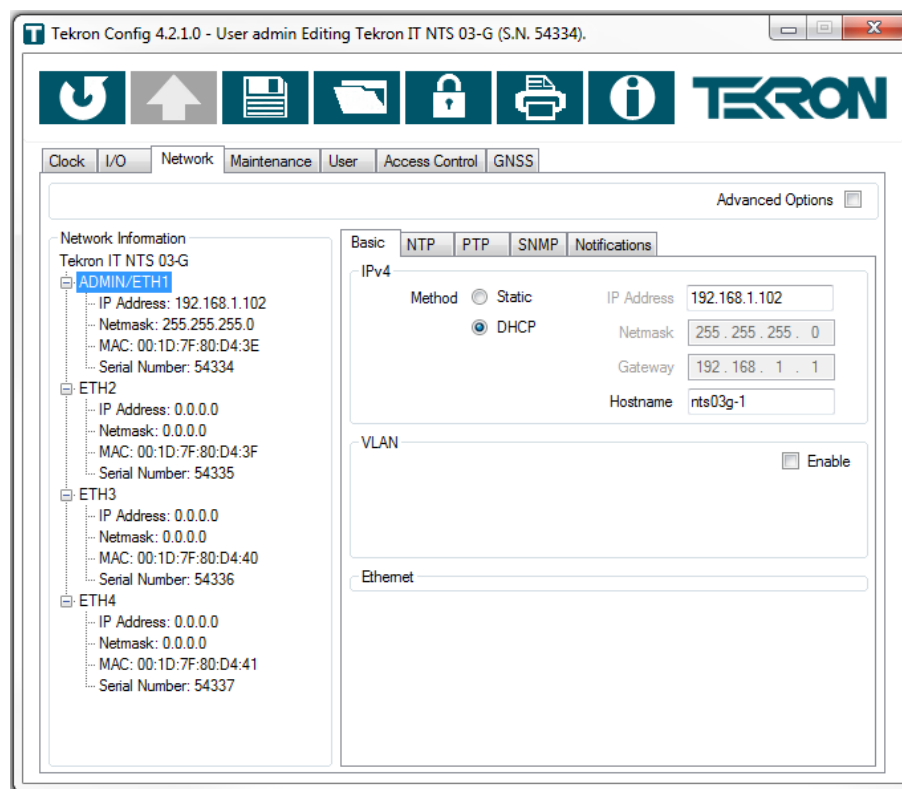 Tekron Config 4.2.1.0 - User admin Editing Tekron IT NTS 03-G (S.N. 54334).
TEKRON
Clock I/O Network Maintenance User Access Control GNSS
Advanced Options
Network Information
Tekron IT NTS 03-G
ADMIN/ETH1
IP Address: 192.168.1.102
Netmask: 255.255.255.0
MAC: 00:1D:7F:80:D4:3E
Serial Number: 54334
ETH2
IP Address: 0.0.0.0
Netmask: 0.0.0.0
MAC: 00:1D:7F:80:D4:3F
Serial Number: 54335
ETH3
IP Address: 0.0.0.0
Netmask: 0.0.0.0
MAC: 00:1D:7F:80:D4:40
Serial Number: 54336
ETH4
IP Address: 0.0.0.0
Netmask: 0.0.0.0
MAC: 00:1D:7F:80:D4:41
Serial Number: 54337
Basic NTP PTP SNMP Notifications
IPv4
Method Static IP Address 192.168.1.102
DHCP Netmask 255 . 255 . 255 . 0
Gateway 192 . 168 . 1 . 1
Hostname nts03g-1
VLAN
Enable
Ethernet